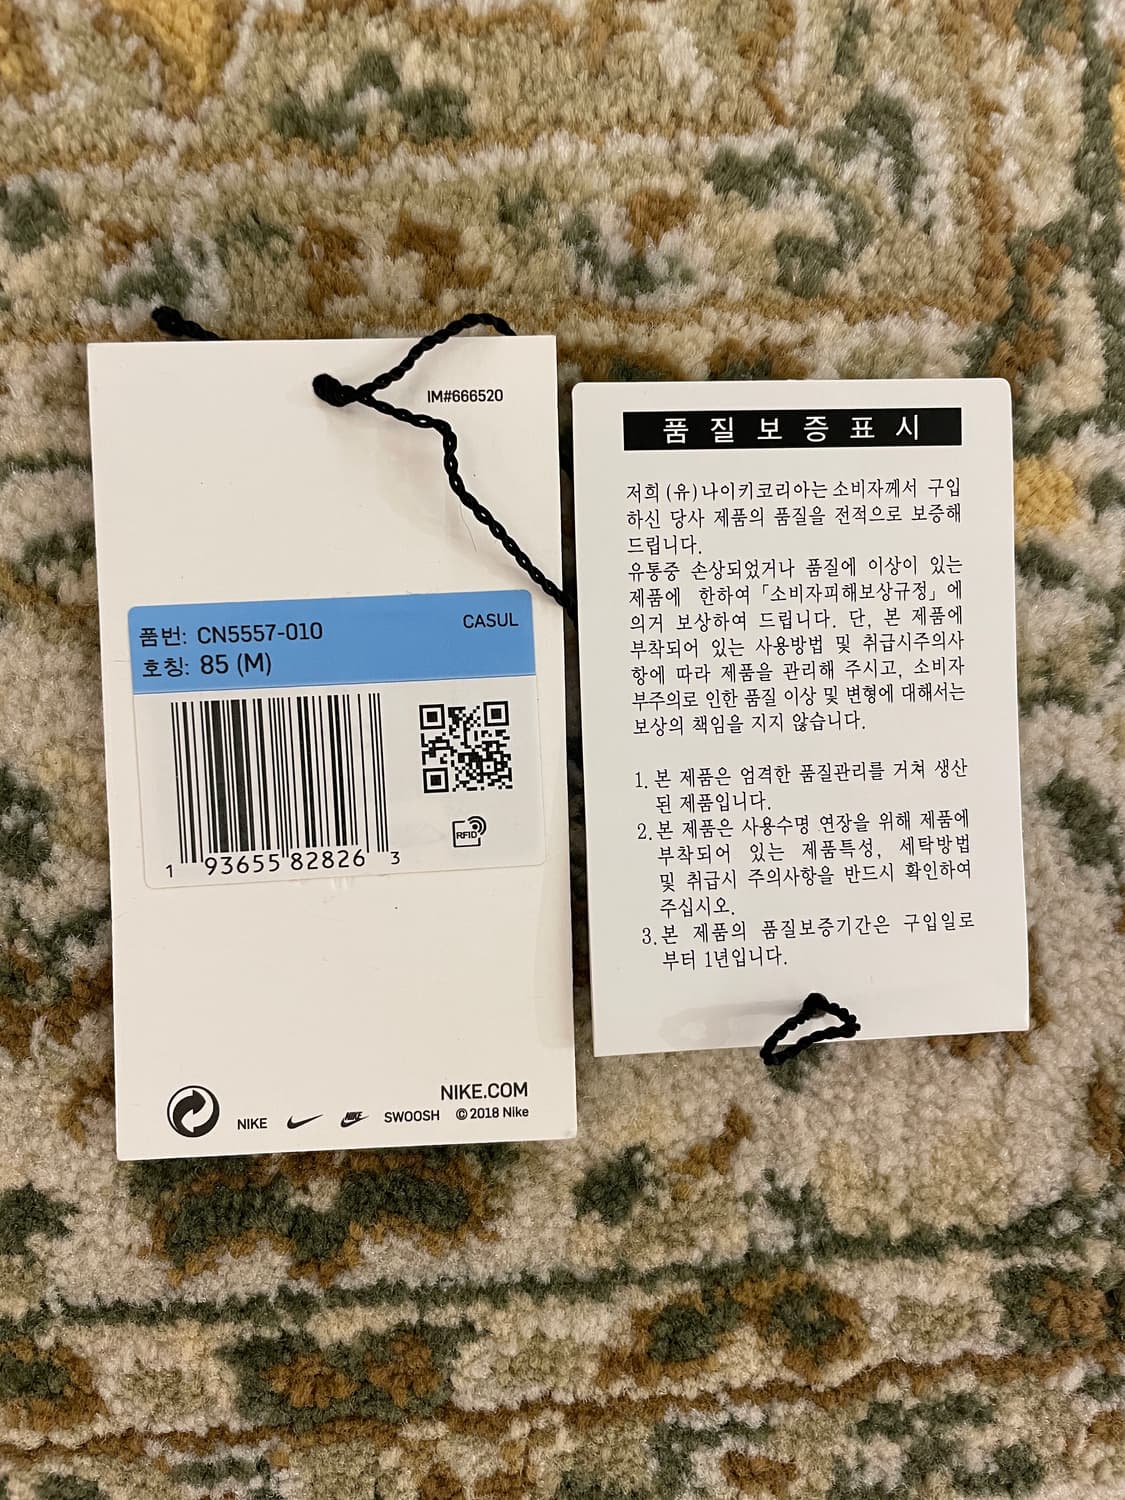 IM#666520
품번: CN5557-010
CASUL
호칭: 85 (M)
RFID
1 93655 82826 3
NIKE.COM
NIKE
NIKE
SWOOSH
© 2018 Nike
품질보증표시
저희 (유)나이키코리아는 소비자께서 구입
하신 당사 제품의 품질을 전적으로 보증해
드립니다.
유통중 손상되었거나 품질에 이상이 있는
제품에 한하여 「소비자피해보상규정」에
의거 보상하여 드립니다. 단, 본 제품에
부착되어 있는 사용방법 및 취급시주의사
항에 따라 제품을 관리해 주시고, 소비자
부주의로 인한 품질 이상 및 변형에 대해서는
보상의 책임을 지지 않습니다.
1. 본 제품은 엄격한 품질관리를 거쳐 생산
된 제품입니다.
2. 본 제품은 사용수명 연장을 위해 제품에
부착되어 있는 제품특성, 세탁방법
및 취급시 주의사항을 반드시 확인하여
주십시오.
3. 본 제품의 품질보증기간은 구입일로
부터 1년입니다.